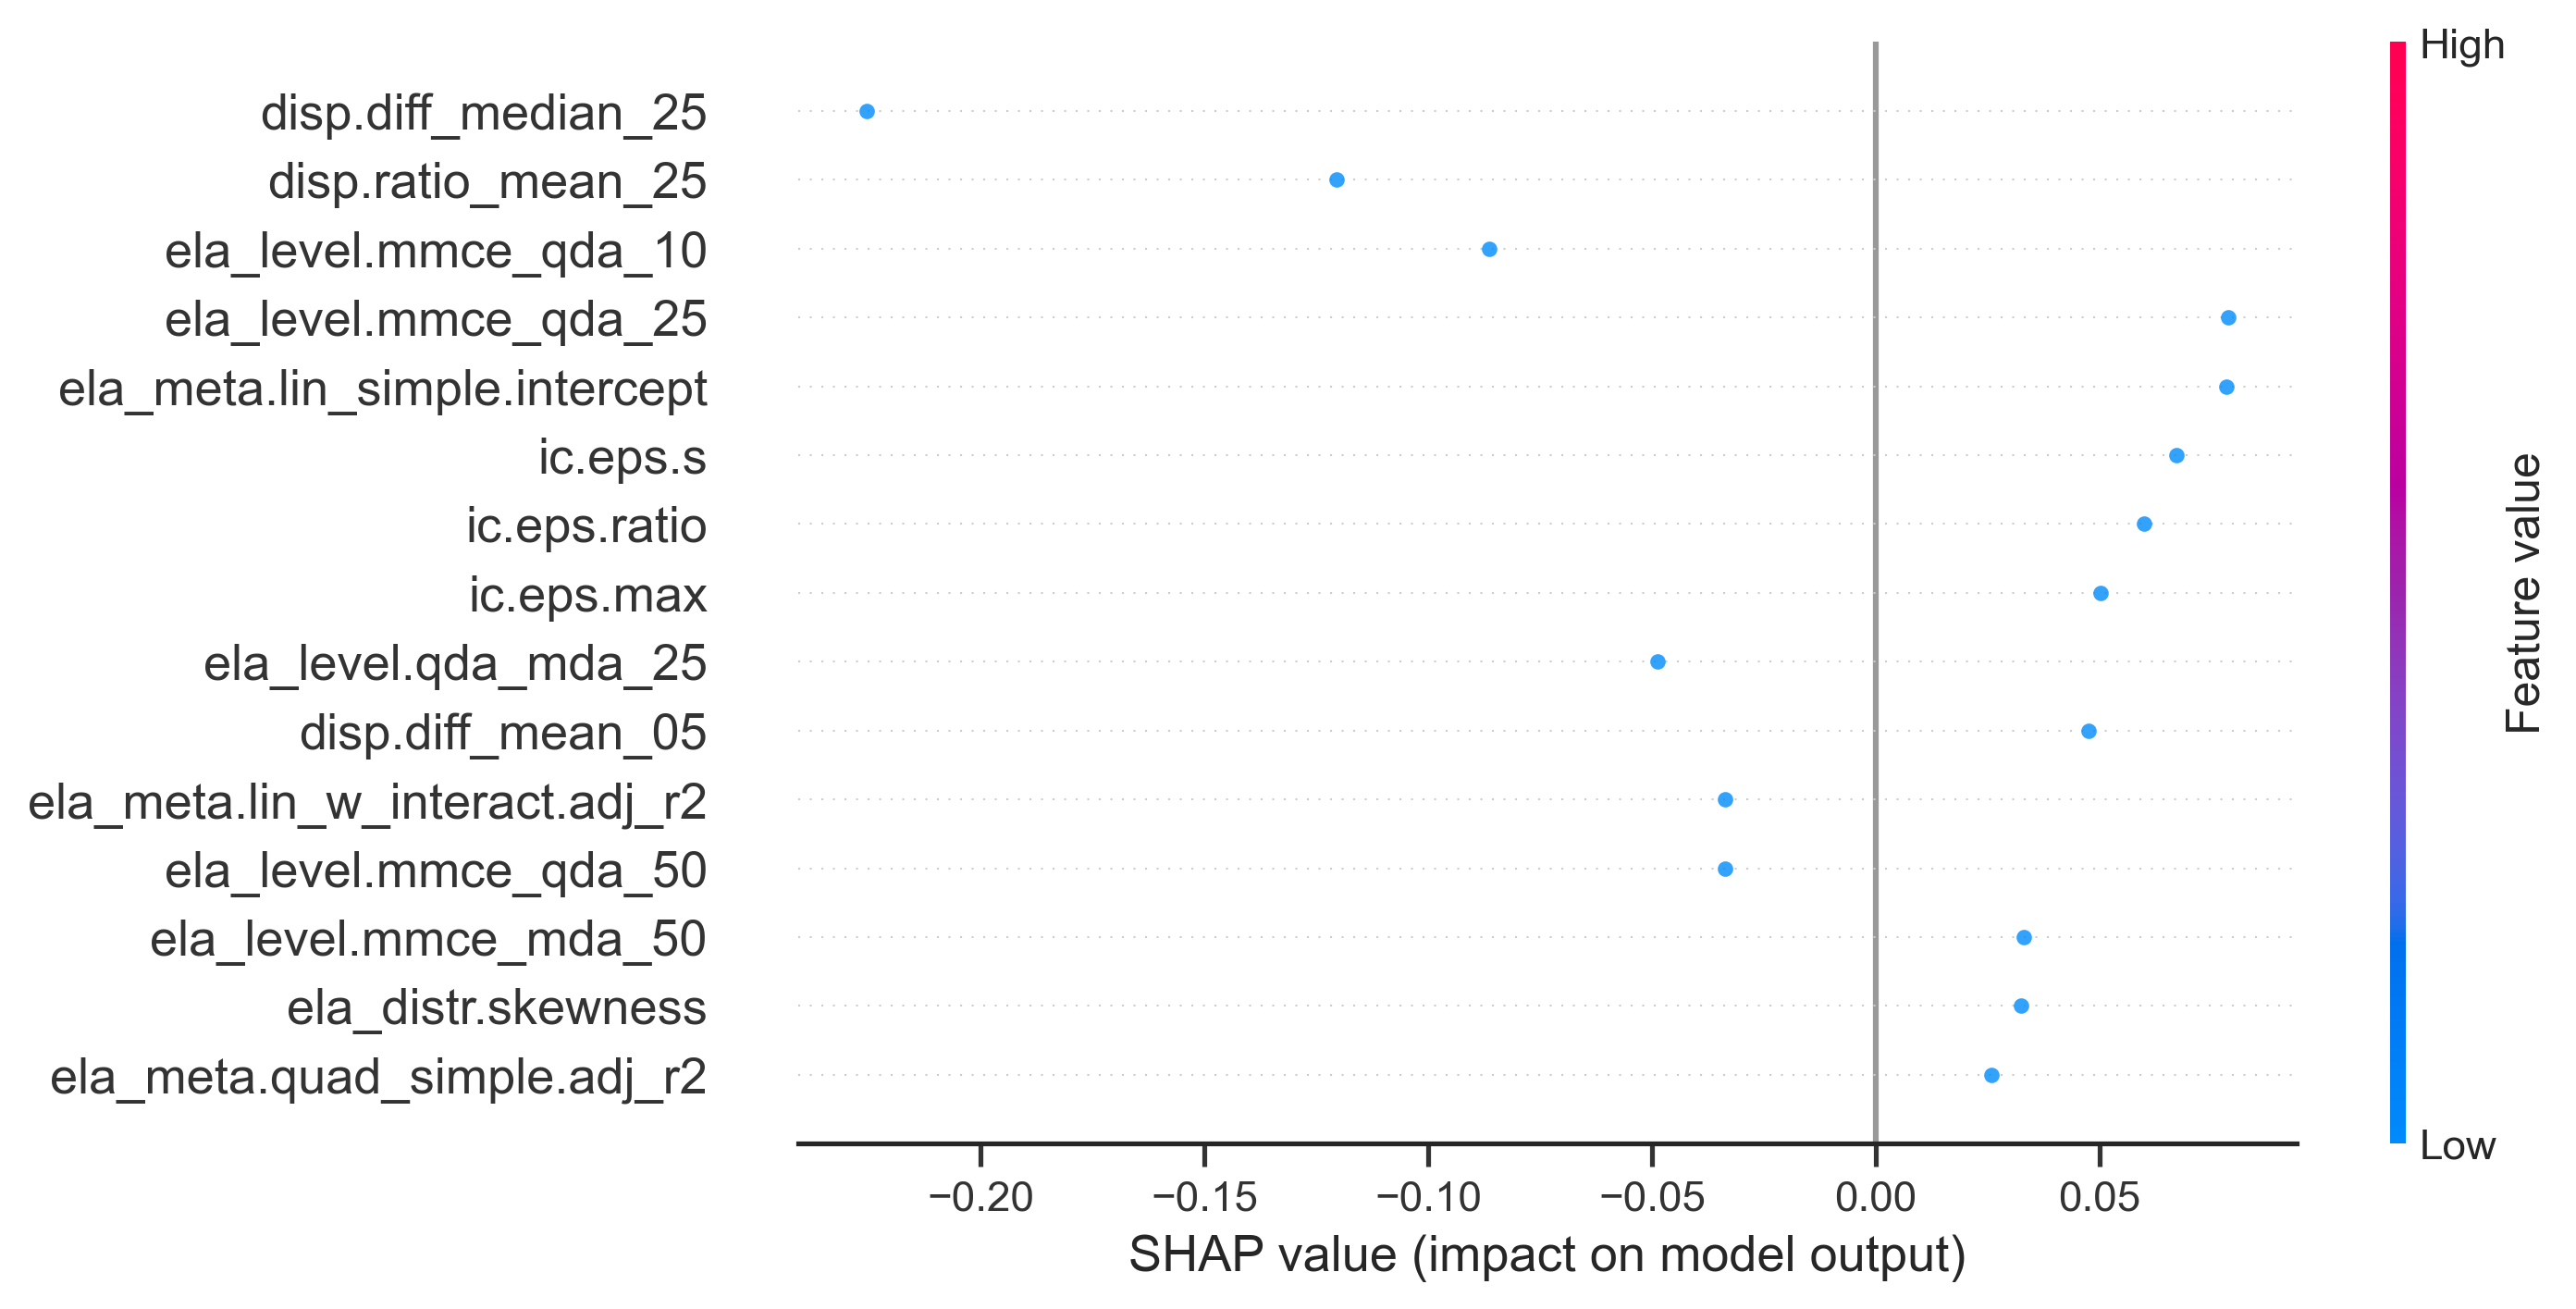 High
disp.diff_median_25
disp.ratio_mean_25
ela_level.mmce_qda_10
ela_level.mmce_qda_25
ela_meta.lin_simple.intercept
ic.eps.s
ic.eps.ratio
ic.eps.max
ela_level.qda_mda_25
disp.diff_mean_05
ela_meta.lin_w_interact.adj_r2
ela_level.mmce_qda_50
ela_level.mmce_mda_50
ela_distr.skewness
ela_meta.quad_simple.adj_r2
Feature value
Low
−0.20 −0.15 −0.10 −0.05 0.00 0.05
SHAP value (impact on model output)